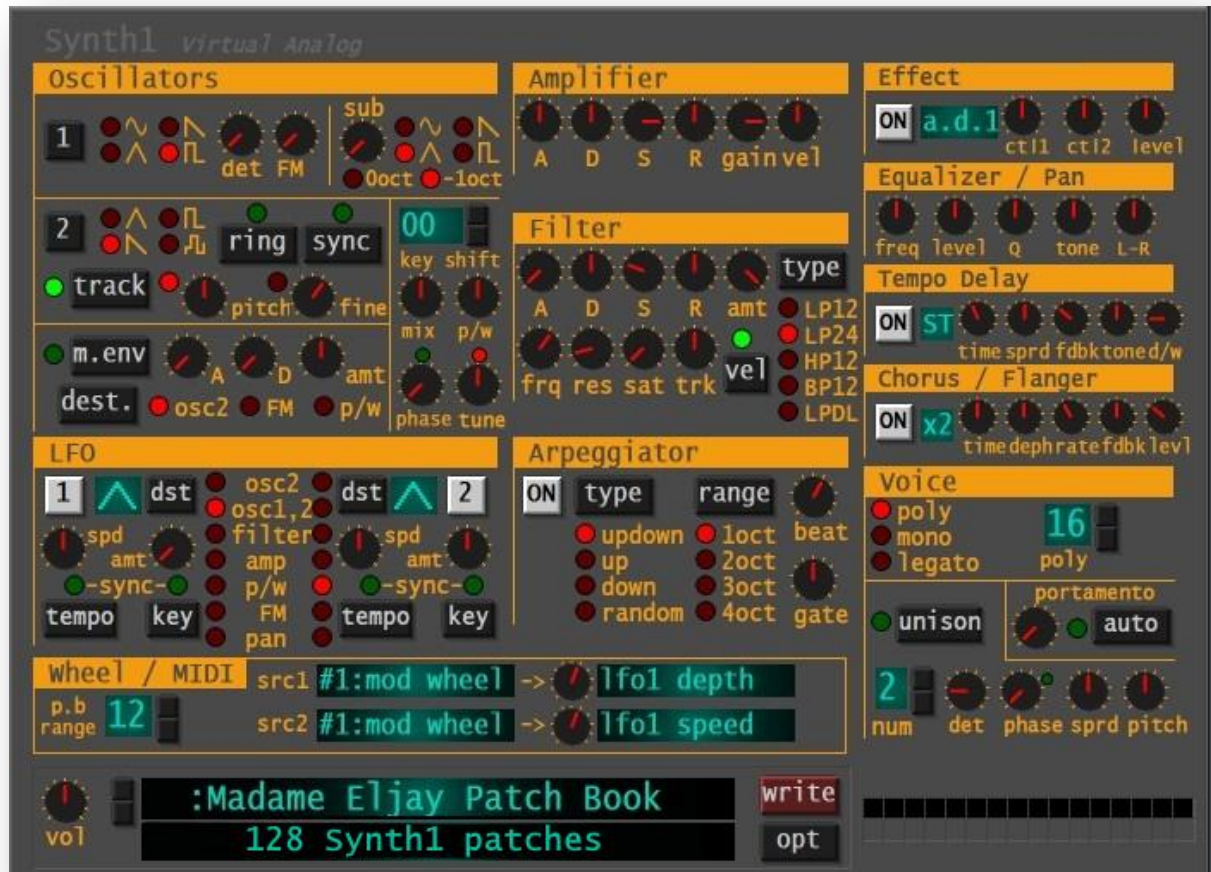 Synth1 Virtual Analog
Oscillators
1
det FM
sub
0oct -1oct
2
ring sync
00
key shift
track
pitch fine
mix p/w
m.env
A D amt
dest.
osc2 FM p/w
phase tune
Amplifier
A D S R gain vel
Filter
A D S R amt
type
frq res sat trk
vel
LP12
LP24
HP12
BP12
LPDL
Effect
ON a.d.1
ctl1 ctl2 level
Equalizer / Pan
freq level Q tone L-R
Tempo Delay
ON ST
time sprd fdbk tone d/w
Chorus / Flanger
ON x2
time deph rate fdbk levl
LFO
1 dst
spd
amt
-sync-
tempo key
osc2
osc1,2
filter
amp
p/w
FM
pan
dst 2
spd
amt
-sync-
tempo key
Arpeggiator
ON type range
beat
updown 1oct
up 2oct
down 3oct
random 4oct
gate
Voice
poly
mono
legato
16
poly
portamento
unison
auto
2
num det phase sprd pitch
Wheel / MIDI
p.b
range 12
src1 #1:mod wheel -> lfo1 depth
src2 #1:mod wheel -> lfo1 speed
vol
:Madame Eljay Patch Book
128 Synth1 patches
write
opt